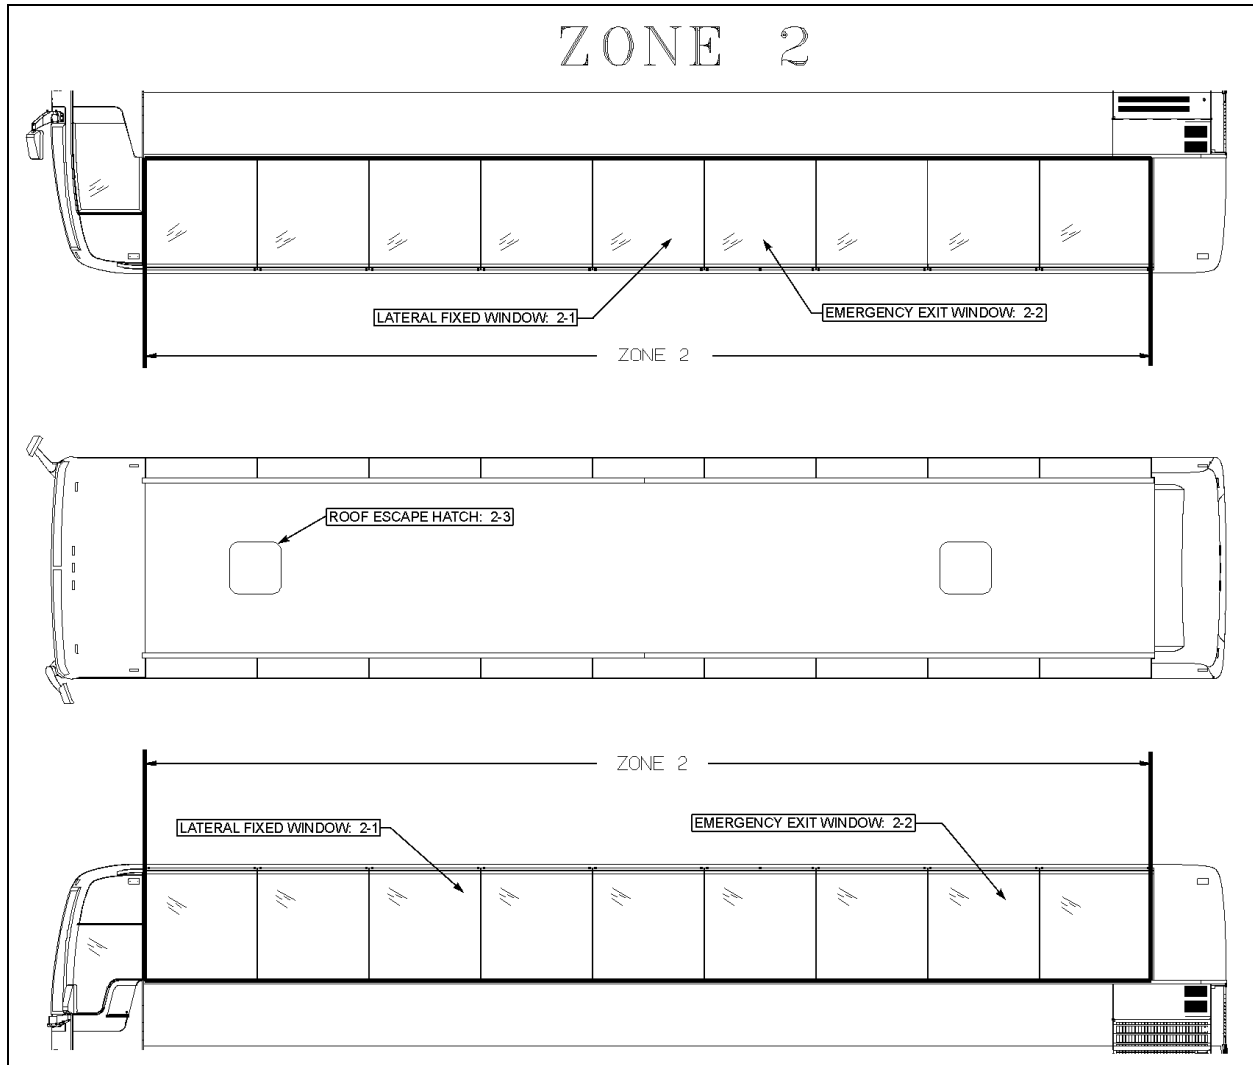 ZONE 2
LATERAL FIXED WINDOW: 2-1
EMERGENCY EXIT WINDOW: 2-2
ZONE 2
ROOF ESCAPE HATCH: 2-3
ZONE 2
LATERAL FIXED WINDOW: 2-1
EMERGENCY EXIT WINDOW: 2-2